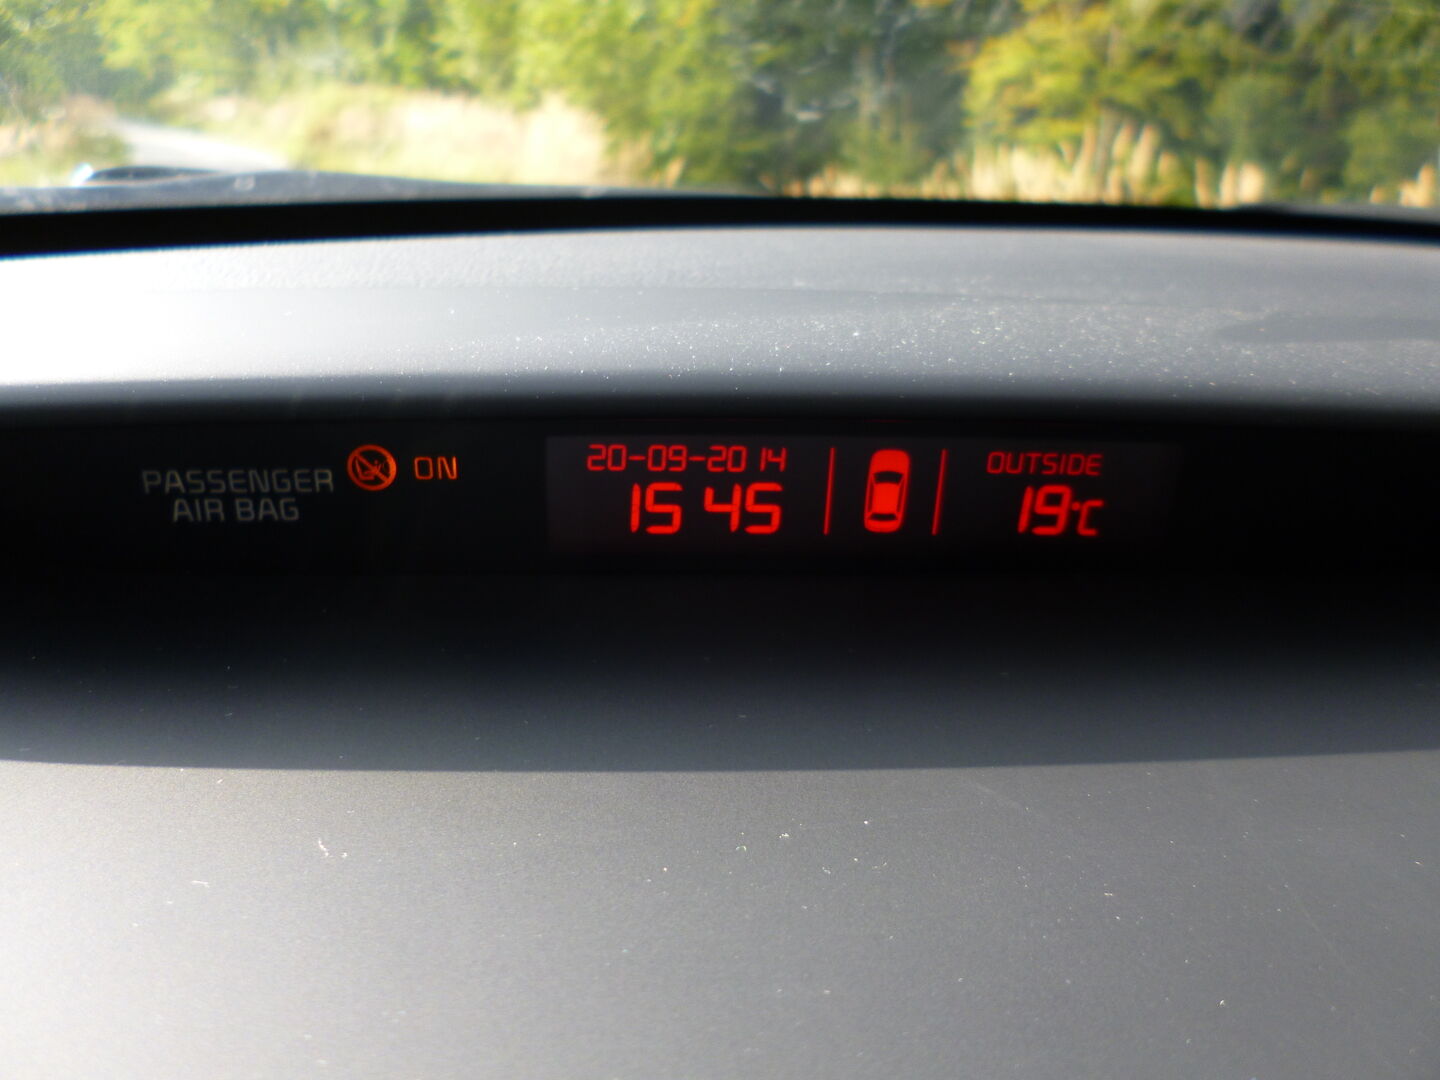 PASSENGER
AIR BAG
ON
20-09-2014
15 45
OUTSIDE
19°C